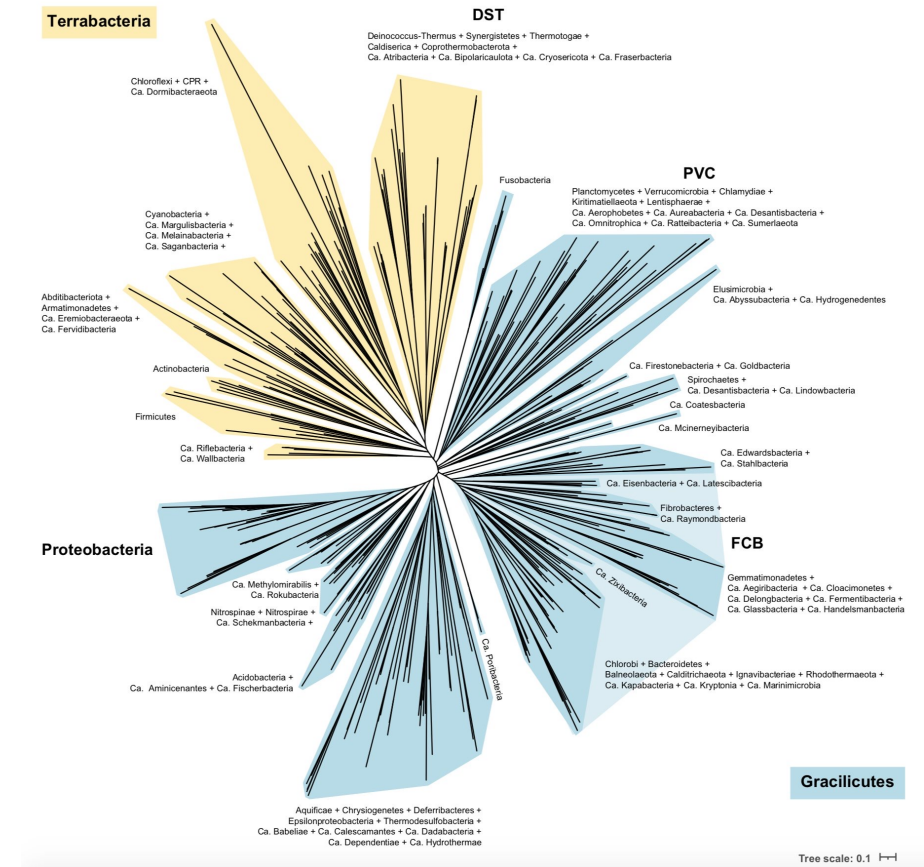 Terrabacteria
DST
Deinococcus-Thermus + Synergistetes + Thermotogae +
Caldiserica + Coprothermobacterota +
Ca. Atribacteria + Ca. Bipolaricaulota + Ca. Cryosericota + Ca. Fraserbacteria
Chloroflexi + CPR +
Ca. Dormibacteraeota
Fusobacteria
PVC
Planctomycetes + Verrucomicrobia + Chlamydiae +
Kiritimatiellaeota + Lentisphaerae +
Ca. Aerophobetes + Ca. Aureabacteria + Ca. Desantisbacteria +
Ca. Omnitrophica + Ca. Ratteibacteria + Ca. Sumerlaeota
Cyanobacteria +
Ca. Margulisbacteria +
Ca. Melainabacteria +
Ca. Saganbacteria +
Elusimicrobia +
Ca. Abyssubacteria + Ca. Hydrogenedentes
Abditibacteriota +
Armatimonadetes +
Ca. Eremiobacteraeota +
Ca. Fervidibacteria
Actinobacteria
Ca. Firestonebacteria + Ca. Goldbacteria
Spirochaetes +
Ca. Desantisbacteria + Ca. Lindowbacteria
Ca. Coatesbacteria
Firmicutes
Ca. Mcinerneyibacteria
Ca. Riflebacteria +
Ca. Wallbacteria
Ca. Edwardsbacteria +
Ca. Stahlbacteria
Ca. Eisenbacteria + Ca. Latescibacteria
Fibrobacteres +
Ca. Raymondbacteria
Proteobacteria
FCB
Ca. Zixibacteria
Gemmatimonadetes +
Ca. Aegiribacteria + Ca. Cloacimonetes +
Ca. Delongbacteria + Ca. Fermentibacteria +
Ca. Glassbacteria + Ca. Handelsmanbacteria
Ca. Methylomirabilis +
Ca. Rokubacteria
Nitrospinae + Nitrospirae +
Ca. Schekmanbacteria +
Ca. Poribacteria
Chlorobi + Bacteroidetes +
Balneolaeota + Calditrichaeota + Ignavibacteriae + Rhodothermaeota +
Ca. Kapabacteria + Ca. Kryptonia + Ca. Marinimicrobia
Acidobacteria +
Ca. Aminicenantes + Ca. Fischerbacteria
Gracilicutes
Aquificae + Chrysiogenetes + Deferribacteres +
Epsilonproteobacteria + Thermodesulfobacteria +
Ca. Babeliae + Ca. Calescamantes + Ca. Dadabacteria +
Ca. Dependentiae + Ca. Hydrothermae
Tree scale: 0.1